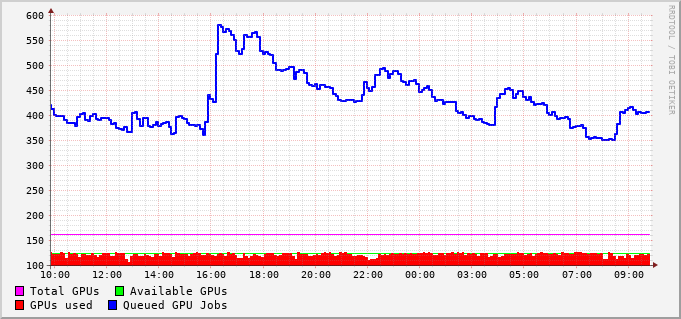 600
550
500
450
400
350
300
250
200
150
100
10:00 12:00 14:00 16:00 18:00 20:00 22:00 00:00 03:00 05:00 07:00 09:00
RRDTOOL / TOBI OETIKER
Total GPUs Available GPUs
GPUs used Queued GPU Jobs